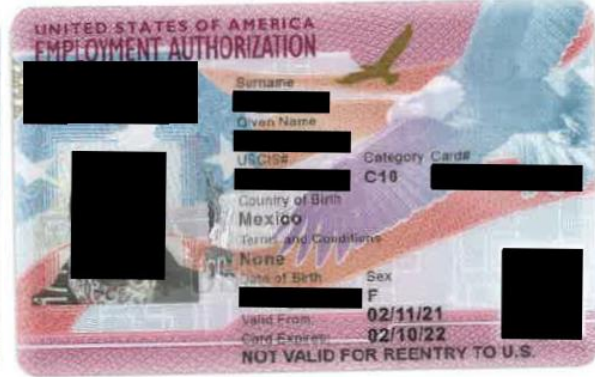 UNITED STATES OF AMERICA
EMPLOYMENT AUTHORIZATION
Surname
Given Name
USCIS#
Category Card#
C10
Country of Birth
Mexico
Terms and Conditions
None
Date of Birth
Sex
F
Valid From: 02/11/21
Card Expires: 02/10/22
NOT VALID FOR REENTRY TO U.S.